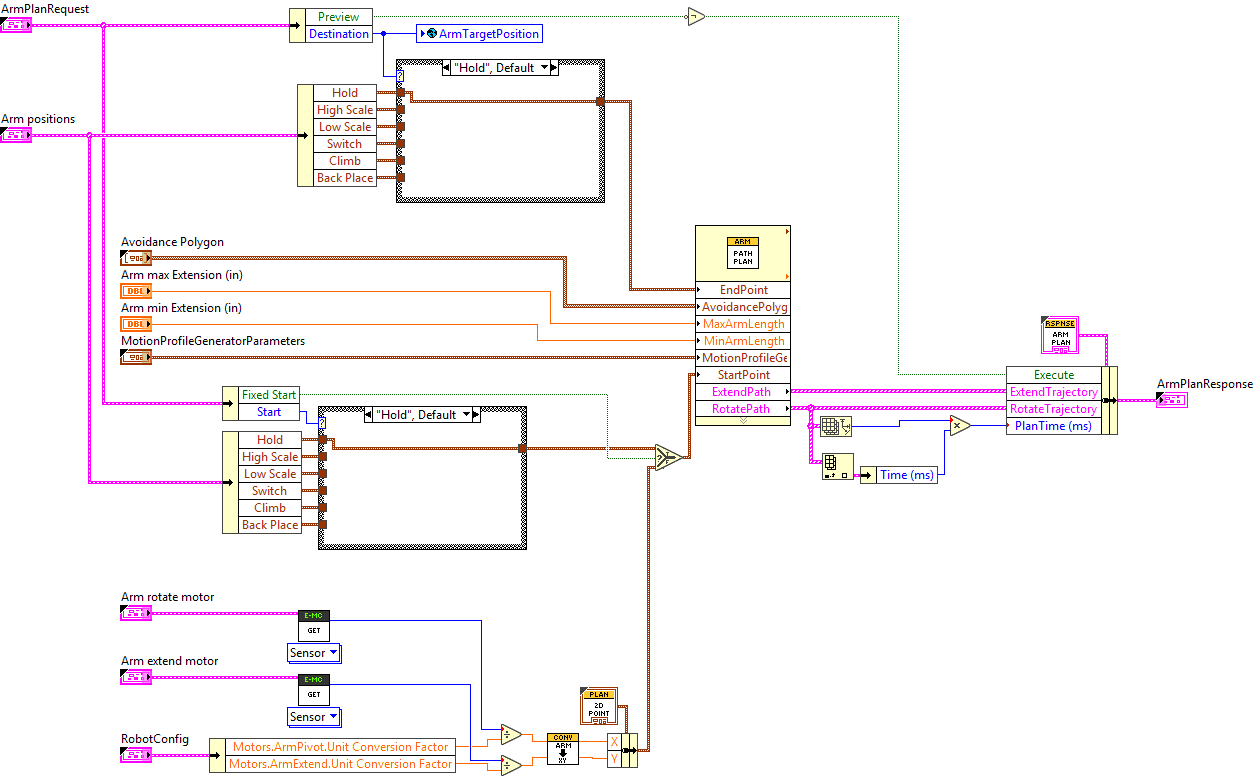 ArmPlanRequest
Preview
Destination
ArmTargetPosition
"Hold", Default
Arm positions
Hold
High Scale
Low Scale
Switch
Climb
Back Place
Avoidance Polygon
Arm max Extension (in)
DBL
Arm min Extension (in)
DBL
MotionProfileGeneratorParameters
ARM
PATH
PLAN
EndPoint
AvoidancePolyg
MaxArmLength
MinArmLength
MotionProfileGe
StartPoint
ExtendPath
RotatePath
RSPNSE
ARM
PLAN
Execute
ExtendTrajectory
RotateTrajectory
PlanTime (ms)
ArmPlanResponse
Time (ms)
Fixed Start
Start
"Hold", Default
Hold
High Scale
Low Scale
Switch
Climb
Back Place
Arm rotate motor
E-MC
GET
Sensor
Arm extend motor
E-MC
GET
Sensor
RobotConfig
Motors.ArmPivot.Unit Conversion Factor
Motors.ArmExtend.Unit Conversion Factor
CONV
ARM
XY
PLAN
2D
POINT
X
Y